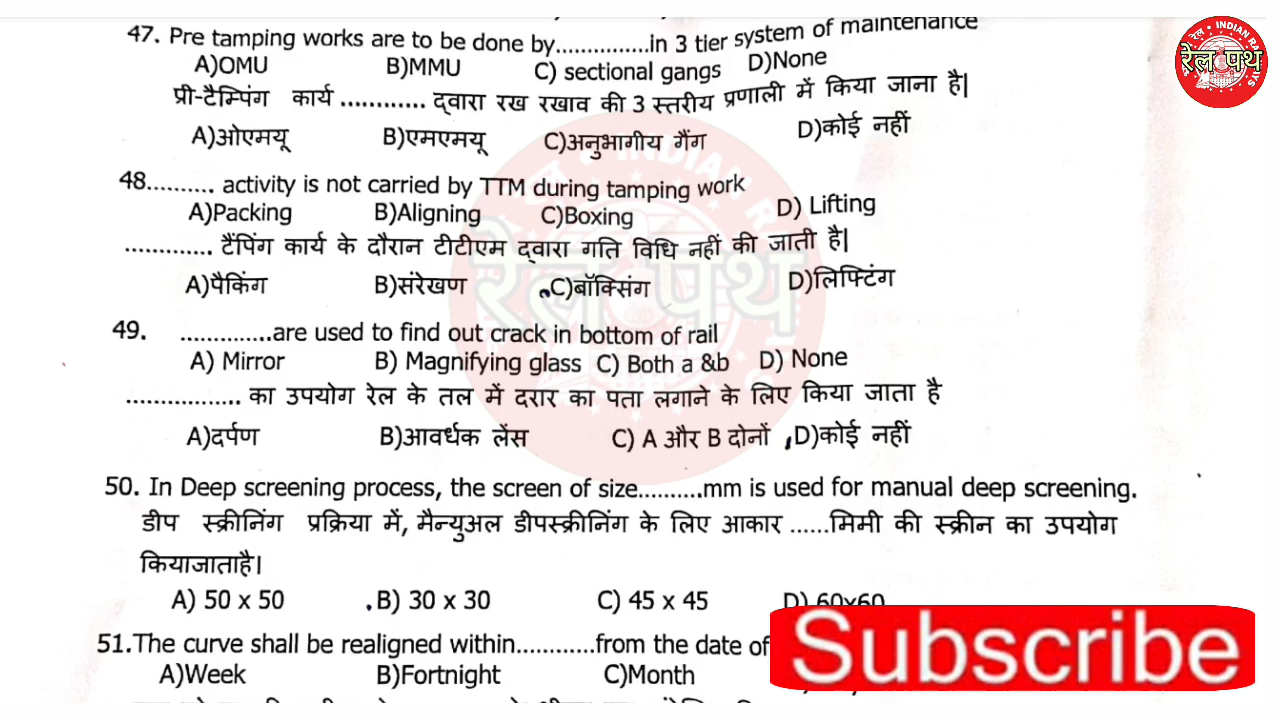 47. Pre tamping works are to be done by...............in 3 tier system of maintenance
A)OMU B)MMU C) sectional gangs D)None
प्री-टैम्पिंग कार्य ............ द्वारा रख रखाव की 3 स्तरीय प्रणाली में किया जाना है|
A)ओएमयू B)एमएमयू C)अनुभागीय गैंग D)कोई नहीं
48.......... activity is not carried by TTM during tamping work
A)Packing B)Aligning C)Boxing D) Lifting
............. टैंपिंग कार्य के दौरान टीटीएम द्वारा गति विधि नहीं की जाती है|
A)पैकिंग B)संरेखण C)बॉक्सिंग D)लिफ्टिंग
49. ..............are used to find out crack in bottom of rail
A) Mirror B) Magnifying glass C) Both a &b D) None
................. का उपयोग रेल के तल में दरार का पता लगाने के लिए किया जाता है
A)दर्पण B)आवर्धक लेंस C) A और B दोनों D)कोई नहीं
50. In Deep screening process, the screen of size..........mm is used for manual deep screening.
डीप स्क्रीनिंग प्रक्रिया में, मैन्युअल डीपस्क्रीनिंग के लिए आकार ......मिमी की स्क्रीन का उपयोग
कियाजाताहै।
A) 50 x 50 B) 30 x 30 C) 45 x 45 D) 60x60
51.The curve shall be realigned within............from the date of
A)Week B)Fortnight C)Month
Subscribe
रेल पथ
INDIAN
रेल पथ
INDIAN